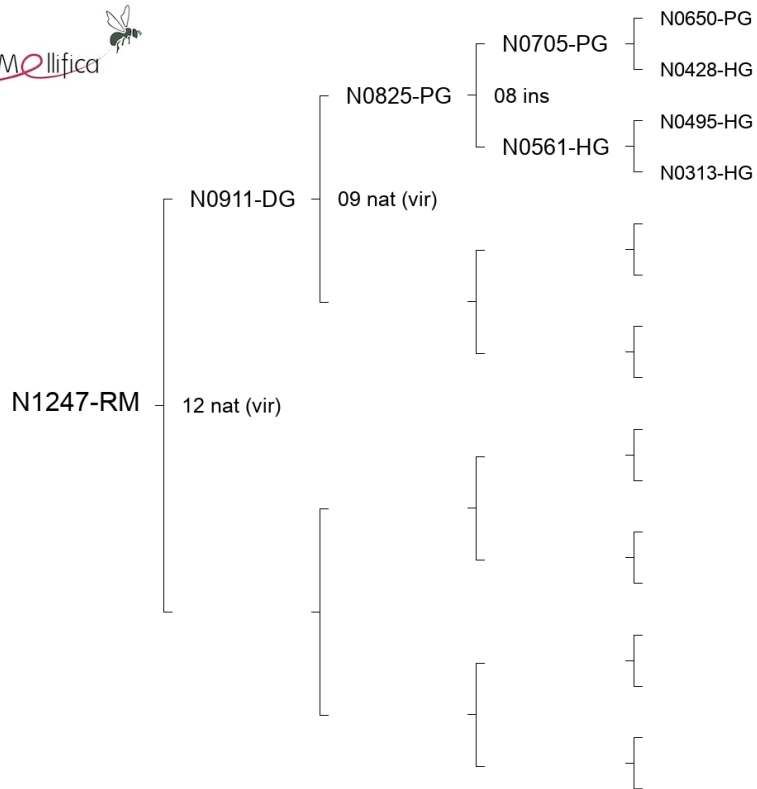 Mellifica
N0650-PG
N0705-PG
N0428-HG
N0825-PG
08 ins
N0495-HG
N0561-HG
N0313-HG
N0911-DG
09 nat (vir)
N1247-RM
12 nat (vir)